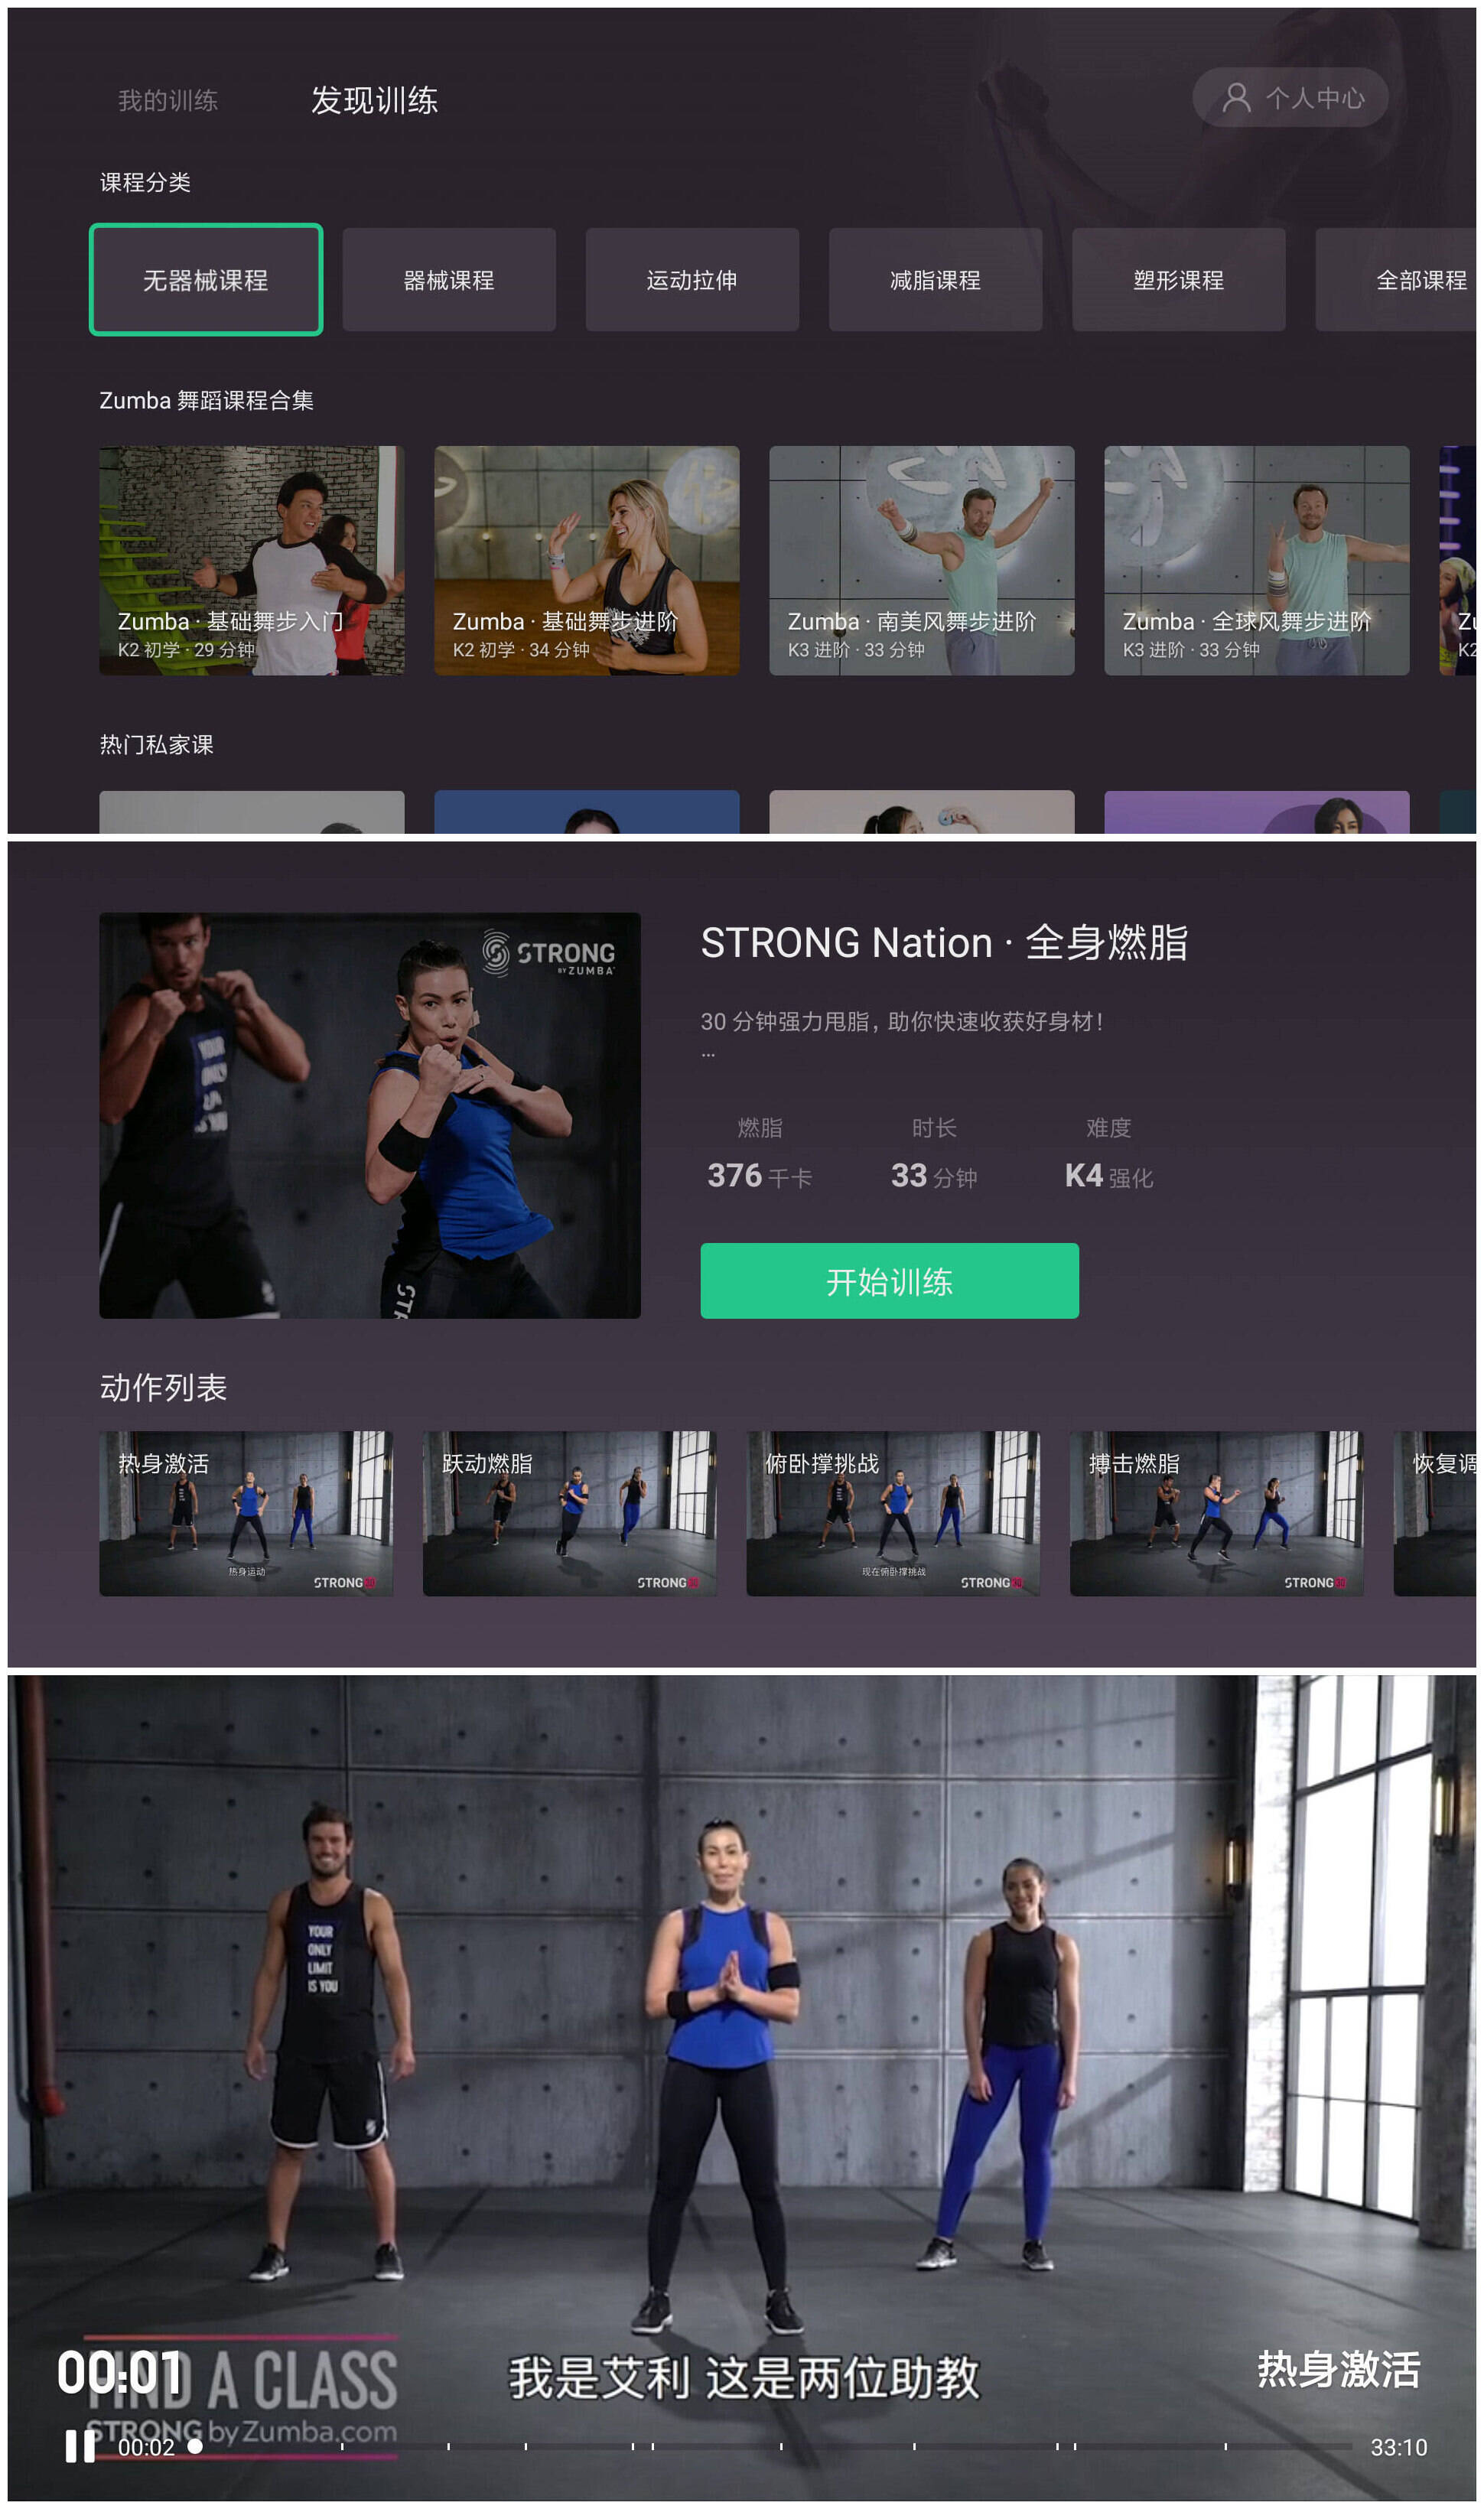 我的训练
发现训练
个人中心
课程分类
无器械课程
器械课程
运动拉伸
减脂课程
塑形课程
全部课程
Zumba 舞蹈课程合集
Zumba · 基础舞步入门
K2 初学 · 29 分钟
Zumba · 基础舞步进阶
K2 初学 · 34 分钟
Zumba · 南美风舞步进阶
K3 进阶 · 33 分钟
Zumba · 全球风舞步进阶
K3 进阶 · 33 分钟
K2
热门私家课
STRONG
BY ZUMBA
STRONG Nation · 全身燃脂
30 分钟强力甩脂，助你快速收获好身材！
...
燃脂
时长
难度
376 千卡
33 分钟
K4 强化
开始训练
动作列表
热身激活
跃动燃脂
俯卧撑挑战
搏击燃脂
恢复调
热身运动
现在俯卧撑挑战
STRONG 30
STRONG 30
STRONG 30
STRONG 30
YOUR
ONLY
LIMIT
IS YOU
00:01
FIND A CLASS
STRONG by Zumba.com
我是艾利 这是两位助教
热身激活
00:02
33:10